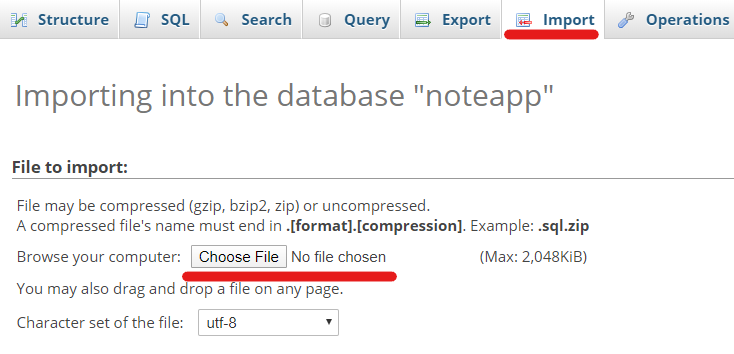 Structure SQL Search Query Export Import Operations
Importing into the database "noteapp"
File to import:
File may be compressed (gzip, bzip2, zip) or uncompressed.
A compressed file's name must end in .[format].[compression]. Example: .sql.zip
Browse your computer: Choose File No file chosen (Max: 2,048KiB)
You may also drag and drop a file on any page.
Character set of the file: utf-8